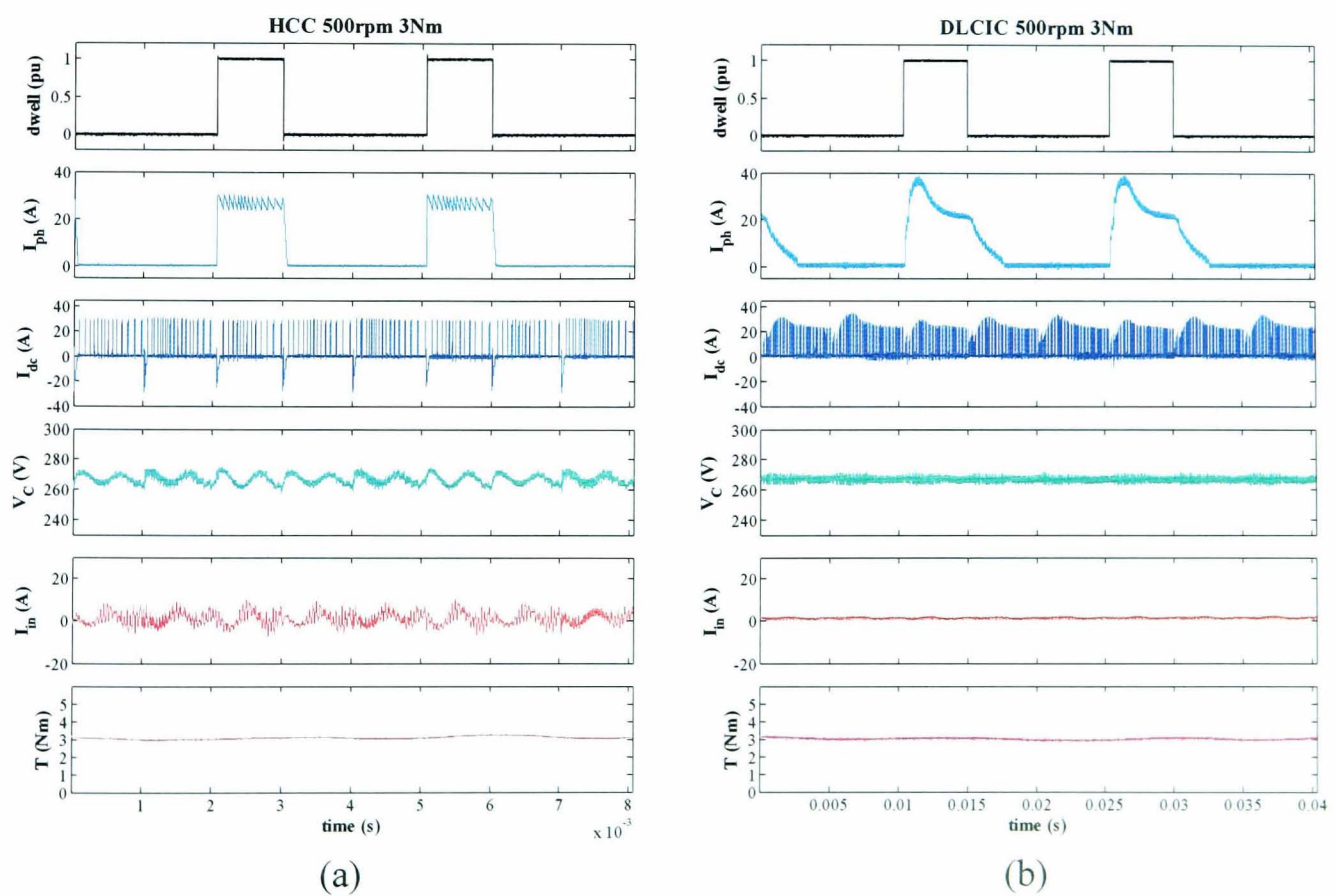 HCC 500rpm 3Nm
dwell (pu)
1
0.5
0
I_ph (A)
40
20
0
I_dc (A)
40
20
0
-20
-40
V_C (V)
300
280
260
240
I_in (A)
20
0
-20
T (Nm)
5
4
3
2
1
0
1 2 3 4 5 6 7 8
time (s)
x 10^-3
(a)
DLCIC 500rpm 3Nm
dwell (pu)
1
0.5
0
I_ph (A)
40
20
0
I_dc (A)
40
20
0
-20
-40
V_C (V)
300
280
260
240
I_in (A)
20
0
-20
T (Nm)
5
4
3
2
1
0
0.005 0.01 0.015 0.02 0.025 0.03 0.035 0.04
time (s)
(b)